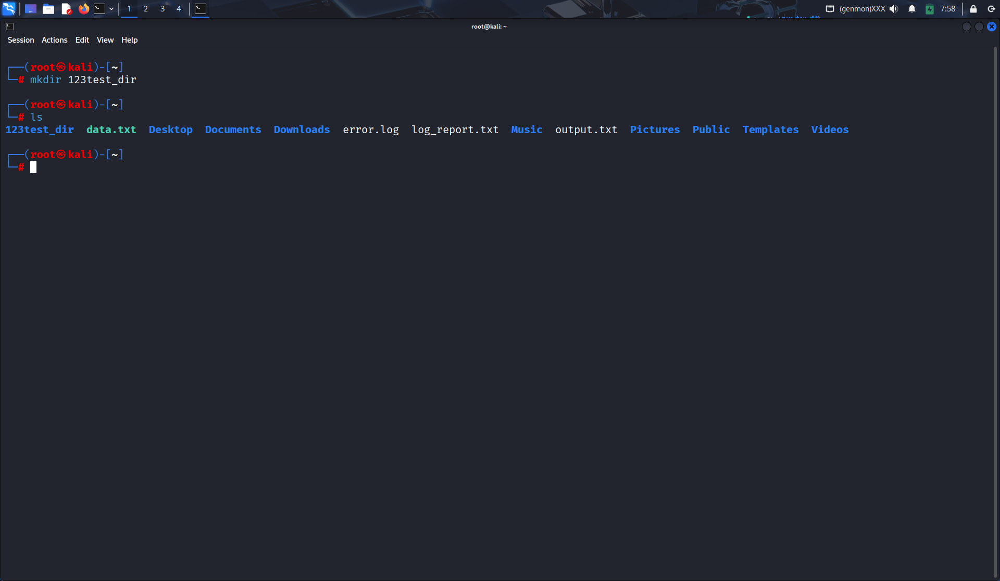 1 2 3 4 (genmon)XXX 7:58
root@kali: ~
Session Actions Edit View Help
┌──(root㉿kali)-[~]
└─# mkdir 123test_dir
┌──(root㉿kali)-[~]
└─# ls
123test_dir data.txt Desktop Documents Downloads error.log log_report.txt Music output.txt Pictures Public Templates Videos
┌──(root㉿kali)-[~]
└─#